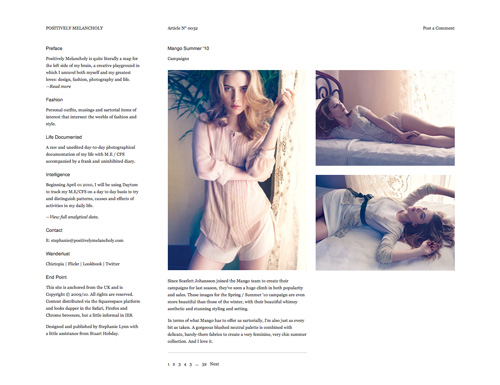 POSITIVELY MELANCHOLY
Article N° 0032
Post a Comment
Preface
Positively Melancholy is quite literally a map for
the left side of my brain, a creative playground in
which I unravel both myself and my greatest
loves: design, fashion, photography and life.
—Read more
Fashion
Personal outfits, musings and sartorial items of
interest that intersect the worlds of fashion and
style.
Life Documented
A raw and unedited day-to-day photographical
documentation of my life with M.E / CFS
accompanied by a frank and uninhibited diary.
Intelligence
Beginning April 01 2010, I will be using Daytum
to track my M.E/CFS on a day to day basis to try
and distinguish patterns, causes and effects of
activities in my daily life.
—View full analytical data.
Contact
E: stephanie@positivelymelancholy.com
Wanderlust
Chictopia | Flickr | Lookbook | Twitter
End Point
This site is anchored from the UK and is
Copyright © 2009/10. All rights are reserved.
Content distributed via the Squarespace platform
and looks dapper in the Safari, Firefox and
Chrome browsers, but a little informal in IE8.
Designed and published by Stephanie Lynn with
a little assistance from Stuart Hobday.
Mango Summer '10
Campaigns
Since Scarlett Johansson joined the Mango team to create their
campaigns for last season, they've seen a huge climb in both popularity
and sales. These images for the Spring / Summer '10 campaign are even
more beautiful than those of the winter, with their beautiful whimsy
aesthetic and stunning styling and setting.
In terms of what Mango has to offer us sartorially, I'm also just as every
bit as taken. A gorgeous blushed neutral palette is combined with
delicate, barely-there fabrics to create a very feminine, very chic summer
collection. And I love it.
1 2 3 4 5 ... 32 Next